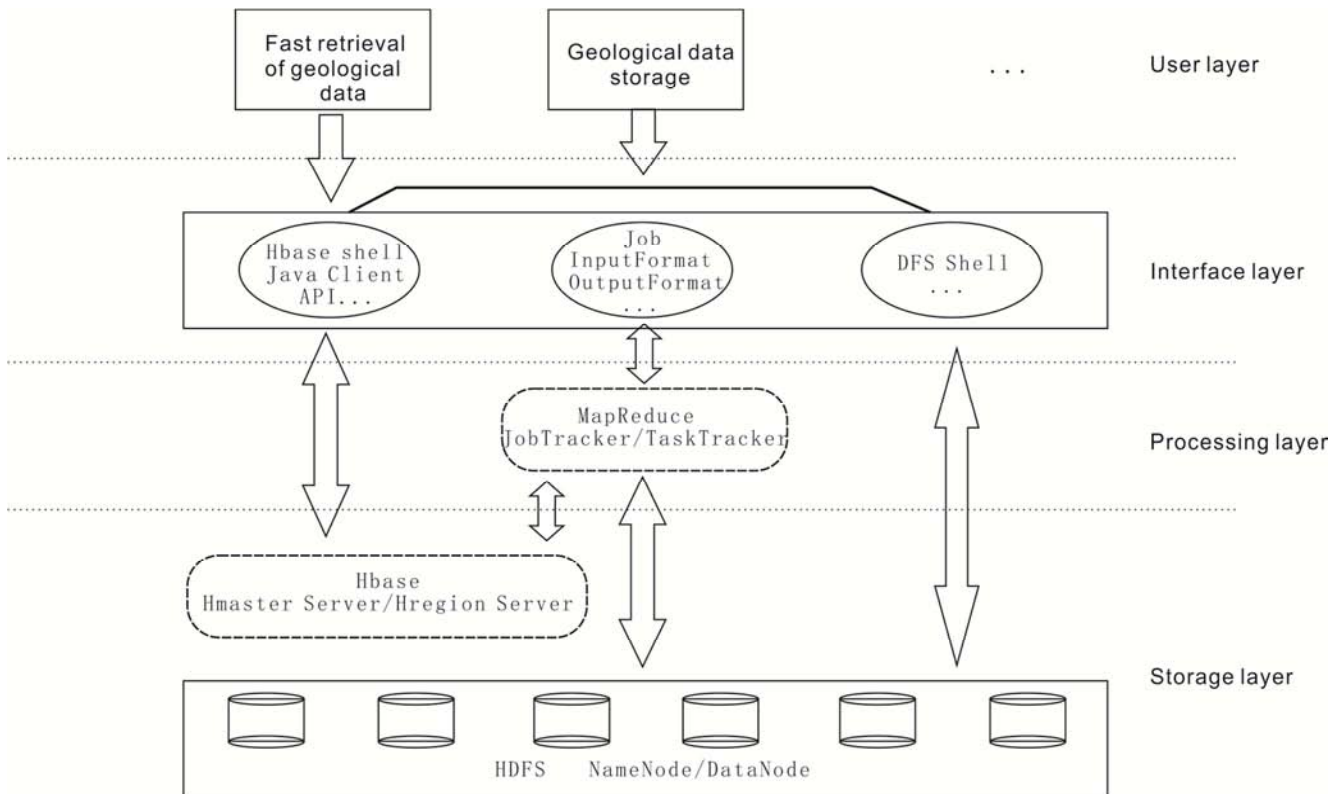 Fast retrieval
of geological
data
Geological data
storage
...
User layer
Hbase shell
Java Client
API...
Job
InputFormat
OutputFormat
...
DFS Shell
...
Interface layer
MapReduce
JobTracker/TaskTracker
Processing layer
Hbase
Hmaster Server/Hregion Server
Storage layer
HDFS NameNode/DataNode